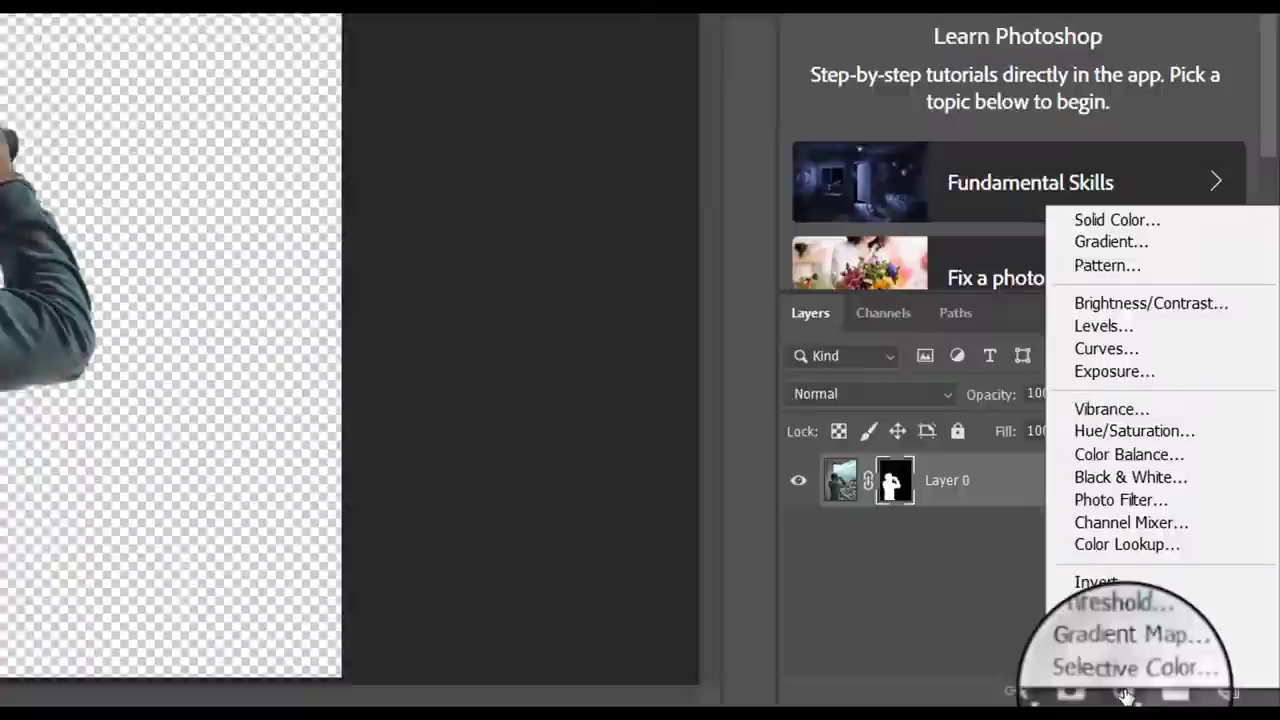 Learn Photoshop
Step-by-step tutorials directly in the app. Pick a
topic below to begin.
Fundamental Skills
Fix a photo
Solid Color...
Gradient...
Pattern...
Brightness/Contrast...
Levels...
Curves...
Exposure...
Vibrance...
Hue/Saturation...
Color Balance...
Black & White...
Photo Filter...
Channel Mixer...
Color Lookup...
Invert
Threshold...
Gradient Map...
Selective Color...
Layers Channels Paths
Kind
Normal Opacity: 100
Lock: Fill: 100
Layer 0